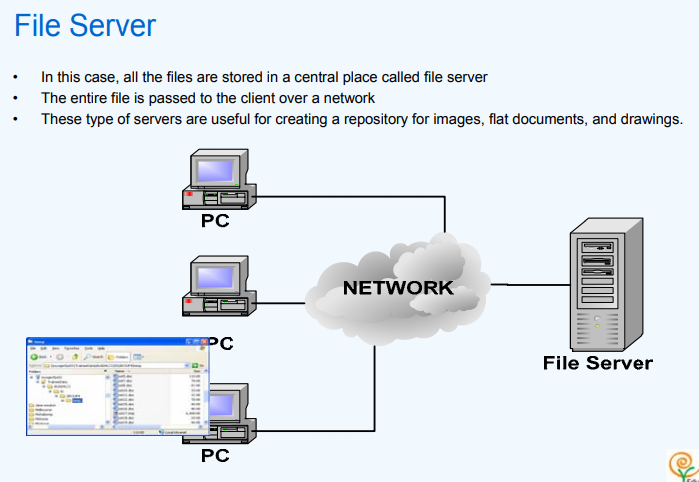 File Server
• In this case, all the files are stored in a central place called file server
• The entire file is passed to the client over a network
• These type of servers are useful for creating a repository for images, flat documents, and drawings.
PC
NETWORK
PC
File Server
PC